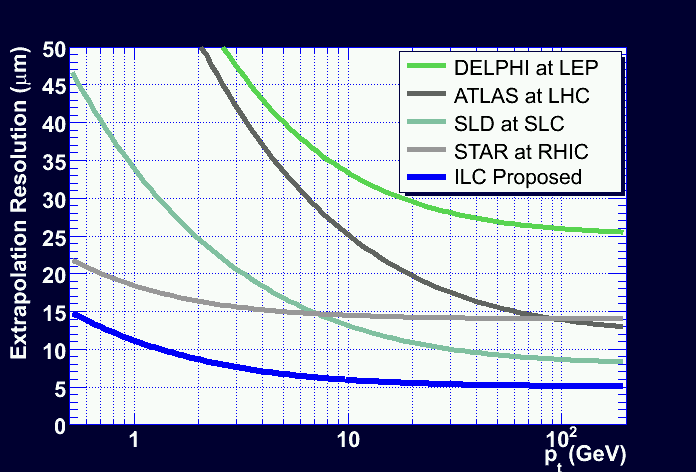 Extrapolation Resolution (μm)
50
45
40
35
30
25
20
15
10
5
0
DELPHI at LEP
ATLAS at LHC
SLD at SLC
STAR at RHIC
ILC Proposed
1
10
10²
pₜ (GeV)